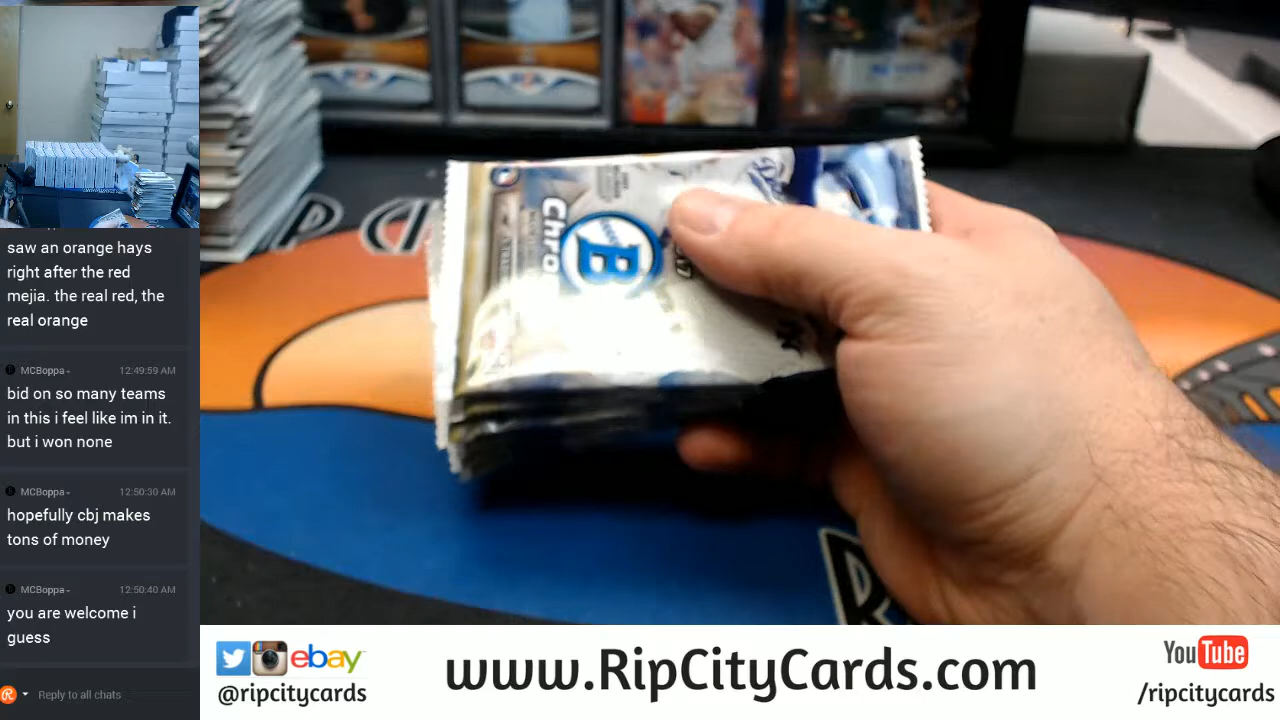 saw an orange hays
right after the red
mejia. the real red, the
real orange
MCBoppa 12:49:59 AM
bid on so many teams
in this i feel like im in it.
but i won none
MCBoppa 12:50:30 AM
hopefully cbj makes
tons of money
MCBoppa 12:50:40 AM
you are welcome i
guess
Reply to all chats
Chro
B
ebay
@ripcitycards
www.RipCityCards.com
YouTube
/ripcitycards